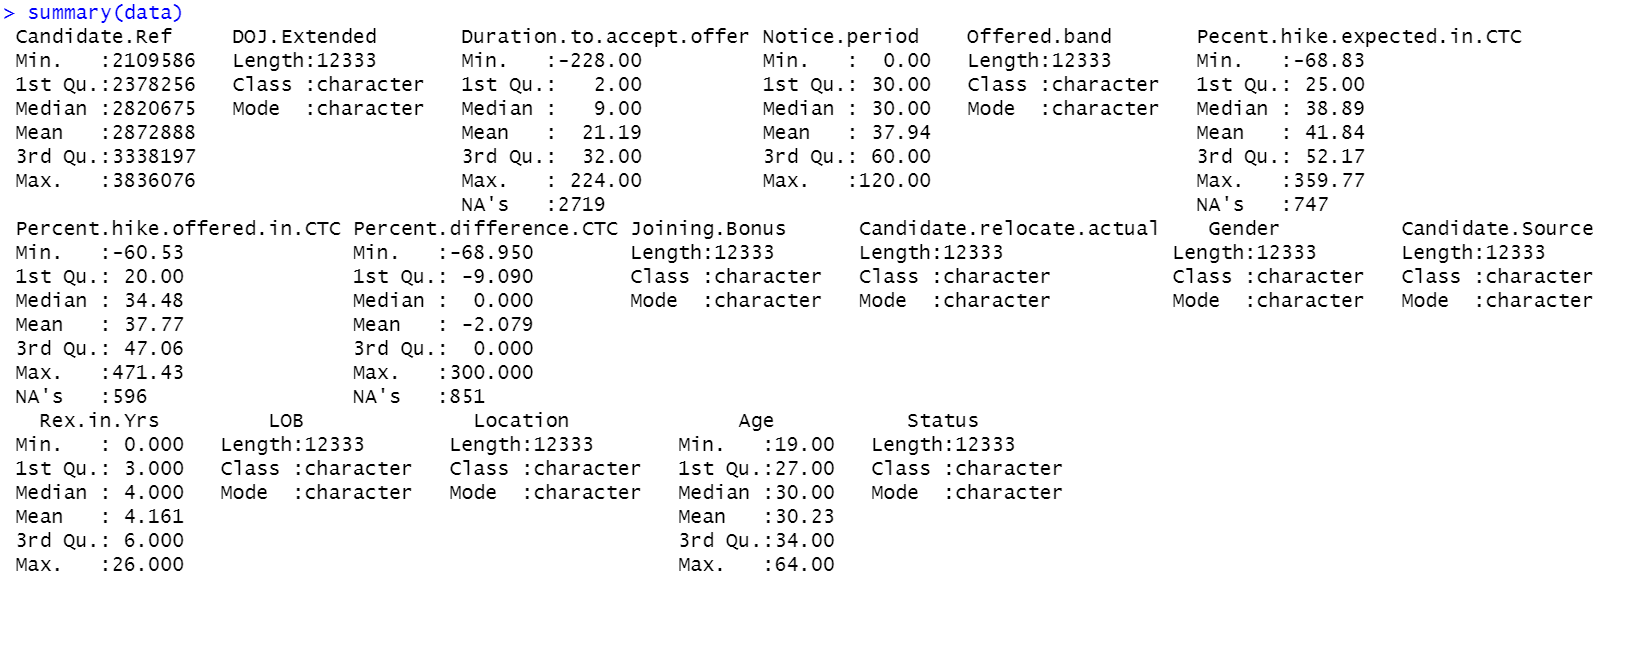 > summary(data)
Candidate.Ref DOJ.Extended Duration.to.accept.offer Notice.period Offered.band Pecent.hike.expected.in.CTC
Min. :2109586 Length:12333 Min. :-228.00 Min. : 0.00 Length:12333 Min. :-68.83
1st Qu.:2378256 Class :character 1st Qu.: 2.00 1st Qu.: 30.00 Class :character 1st Qu.: 25.00
Median :2820675 Mode :character Median : 9.00 Median : 30.00 Mode :character Median : 38.89
Mean :2872888 Mean : 21.19 Mean : 37.94 Mean : 41.84
3rd Qu.:3338197 3rd Qu.: 32.00 3rd Qu.: 60.00 3rd Qu.: 52.17
Max. :3836076 Max. : 224.00 Max. :120.00 Max. :359.77
NA's :2719 NA's :747
Percent.hike.offered.in.CTC Percent.difference.CTC Joining.Bonus Candidate.relocate.actual Gender Candidate.Source
Min. :-60.53 Min. :-68.950 Length:12333 Length:12333 Length:12333 Length:12333
1st Qu.: 20.00 1st Qu.: -9.090 Class :character Class :character Class :character Class :character
Median : 34.48 Median : 0.000 Mode :character Mode :character Mode :character Mode :character
Mean : 37.77 Mean : -2.079
3rd Qu.: 47.06 3rd Qu.: 0.000
Max. :471.43 Max. :300.000
NA's :596 NA's :851
Rex.in.Yrs LOB Location Age Status
Min. : 0.000 Length:12333 Length:12333 Min. :19.00 Length:12333
1st Qu.: 3.000 Class :character Class :character 1st Qu.:27.00 Class :character
Median : 4.000 Mode :character Mode :character Median :30.00 Mode :character
Mean : 4.161 Mean :30.23
3rd Qu.: 6.000 3rd Qu.:34.00
Max. :26.000 Max. :64.00